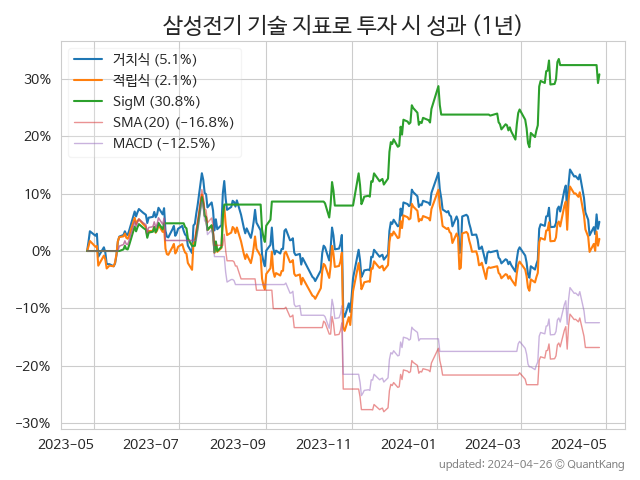 삼성전기 기술 지표로 투자 시 성과 (1년)
거치식 (5.1%)
적립식 (2.1%)
SigM (30.8%)
SMA(20) (−16.8%)
MACD (−12.5%)
30%
20%
10%
0%
−10%
−20%
−30%
2023-05 2023-07 2023-09 2023-11 2024-01 2024-03 2024-05
updated: 2024-04-26 © QuantKang